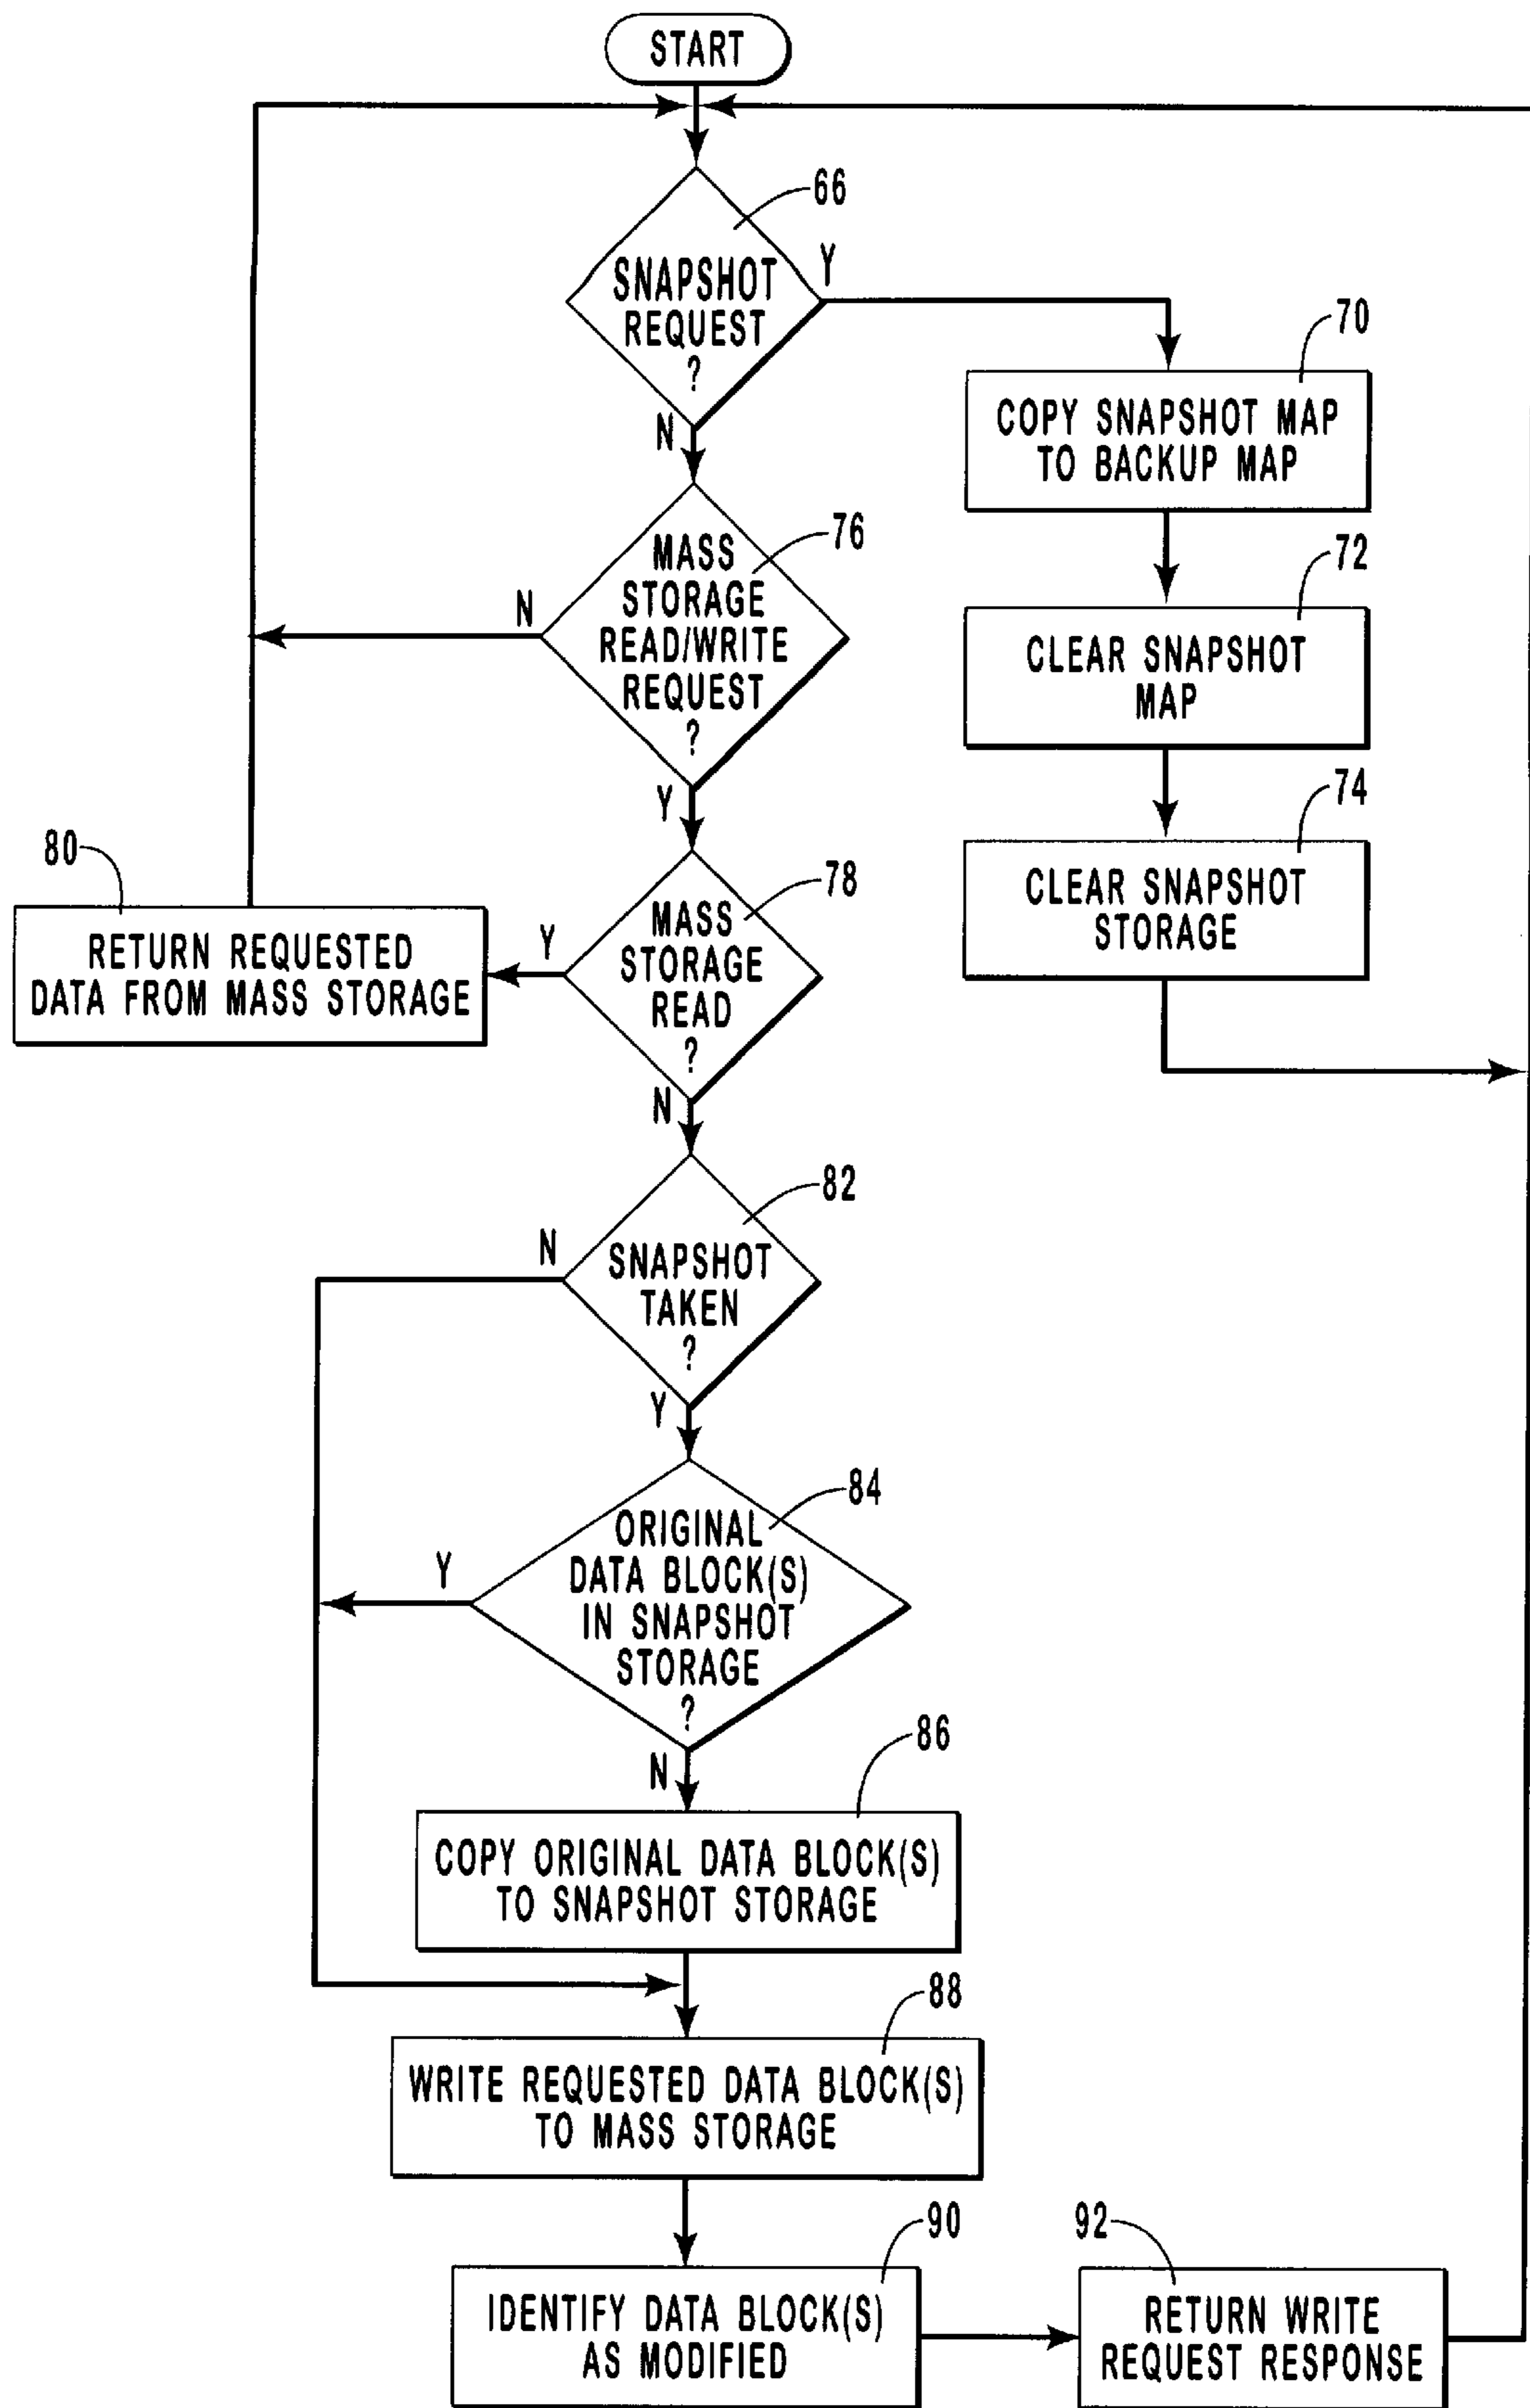 START
66
SNAPSHOT
REQUEST
?
Y
N
70
COPY SNAPSHOT MAP
TO BACKUP MAP
76
MASS
STORAGE
READ/WRITE
REQUEST
?
N
Y
72
CLEAR SNAPSHOT
MAP
74
CLEAR SNAPSHOT
STORAGE
78
MASS
STORAGE
READ
?
Y
N
80
RETURN REQUESTED
DATA FROM MASS STORAGE
82
SNAPSHOT
TAKEN
?
N
Y
84
ORIGINAL
DATA BLOCK(S)
IN SNAPSHOT
STORAGE
?
Y
N
86
COPY ORIGINAL DATA BLOCK(S)
TO SNAPSHOT STORAGE
88
WRITE REQUESTED DATA BLOCK(S)
TO MASS STORAGE
90
IDENTIFY DATA BLOCK(S)
AS MODIFIED
92
RETURN WRITE
REQUEST RESPONSE